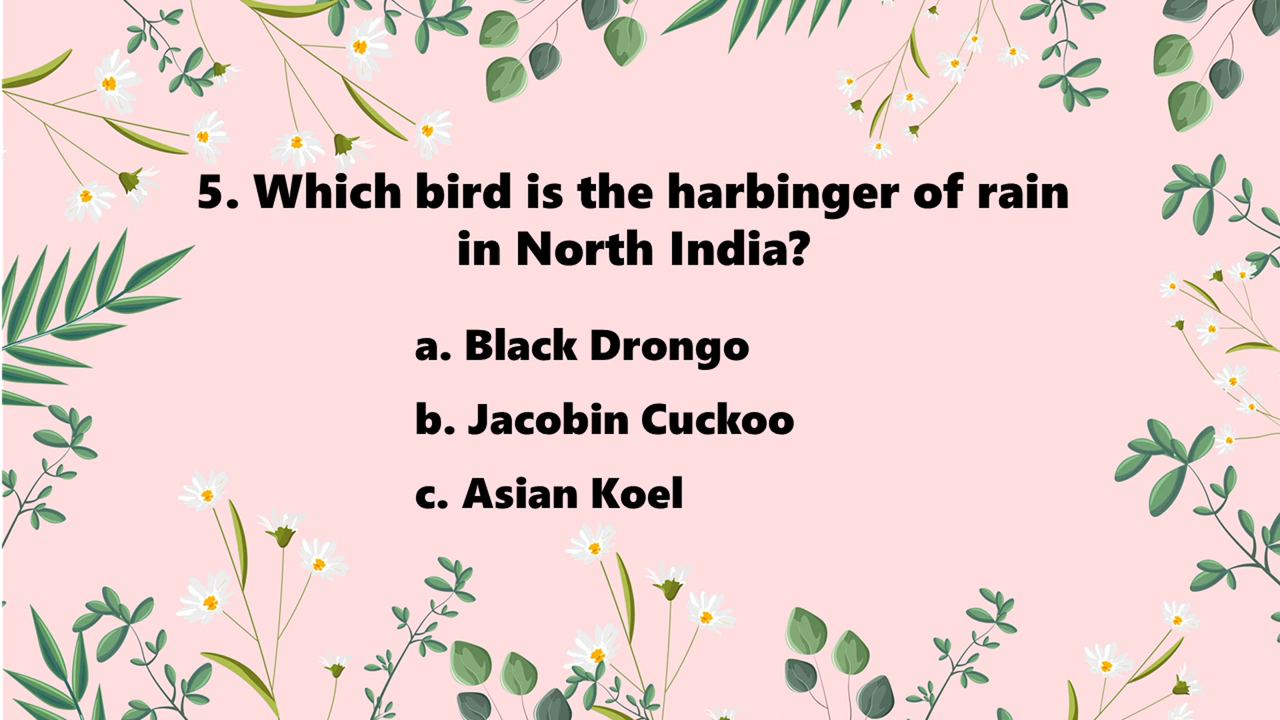 5. Which bird is the harbinger of rain
in North India?
a. Black Drongo
b. Jacobin Cuckoo
c. Asian Koel